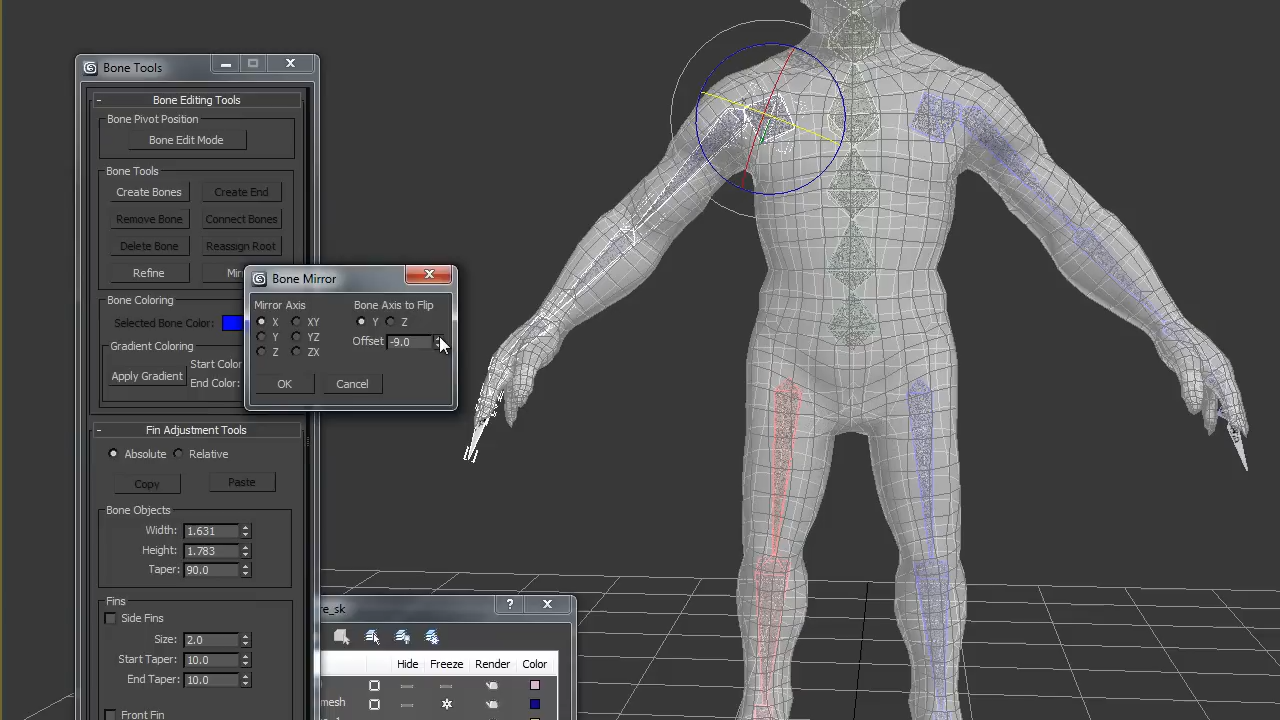 Bone Tools
- Bone Editing Tools
Bone Pivot Position
Bone Edit Mode
Bone Tools
Create Bones Create End
Remove Bone Connect Bones
Delete Bone Reassign Root
Refine
Bone Coloring
Selected Bone Color:
Gradient Coloring
Apply Gradient
Start Color
End Color:
- Fin Adjustment Tools
Absolute Relative
Copy Paste
Bone Objects
Width: 1.631
Height: 1.783
Taper: 90.0
Fins
Side Fins
Size: 2.0
Start Taper: 10.0
End Taper: 10.0
Front Fin
Bone Mirror
Mirror Axis Bone Axis to Flip
X XY Y Z
Y YZ Offset -9.0
Z ZX
OK Cancel
re_sk ?
Hide Freeze Render Color
mesh